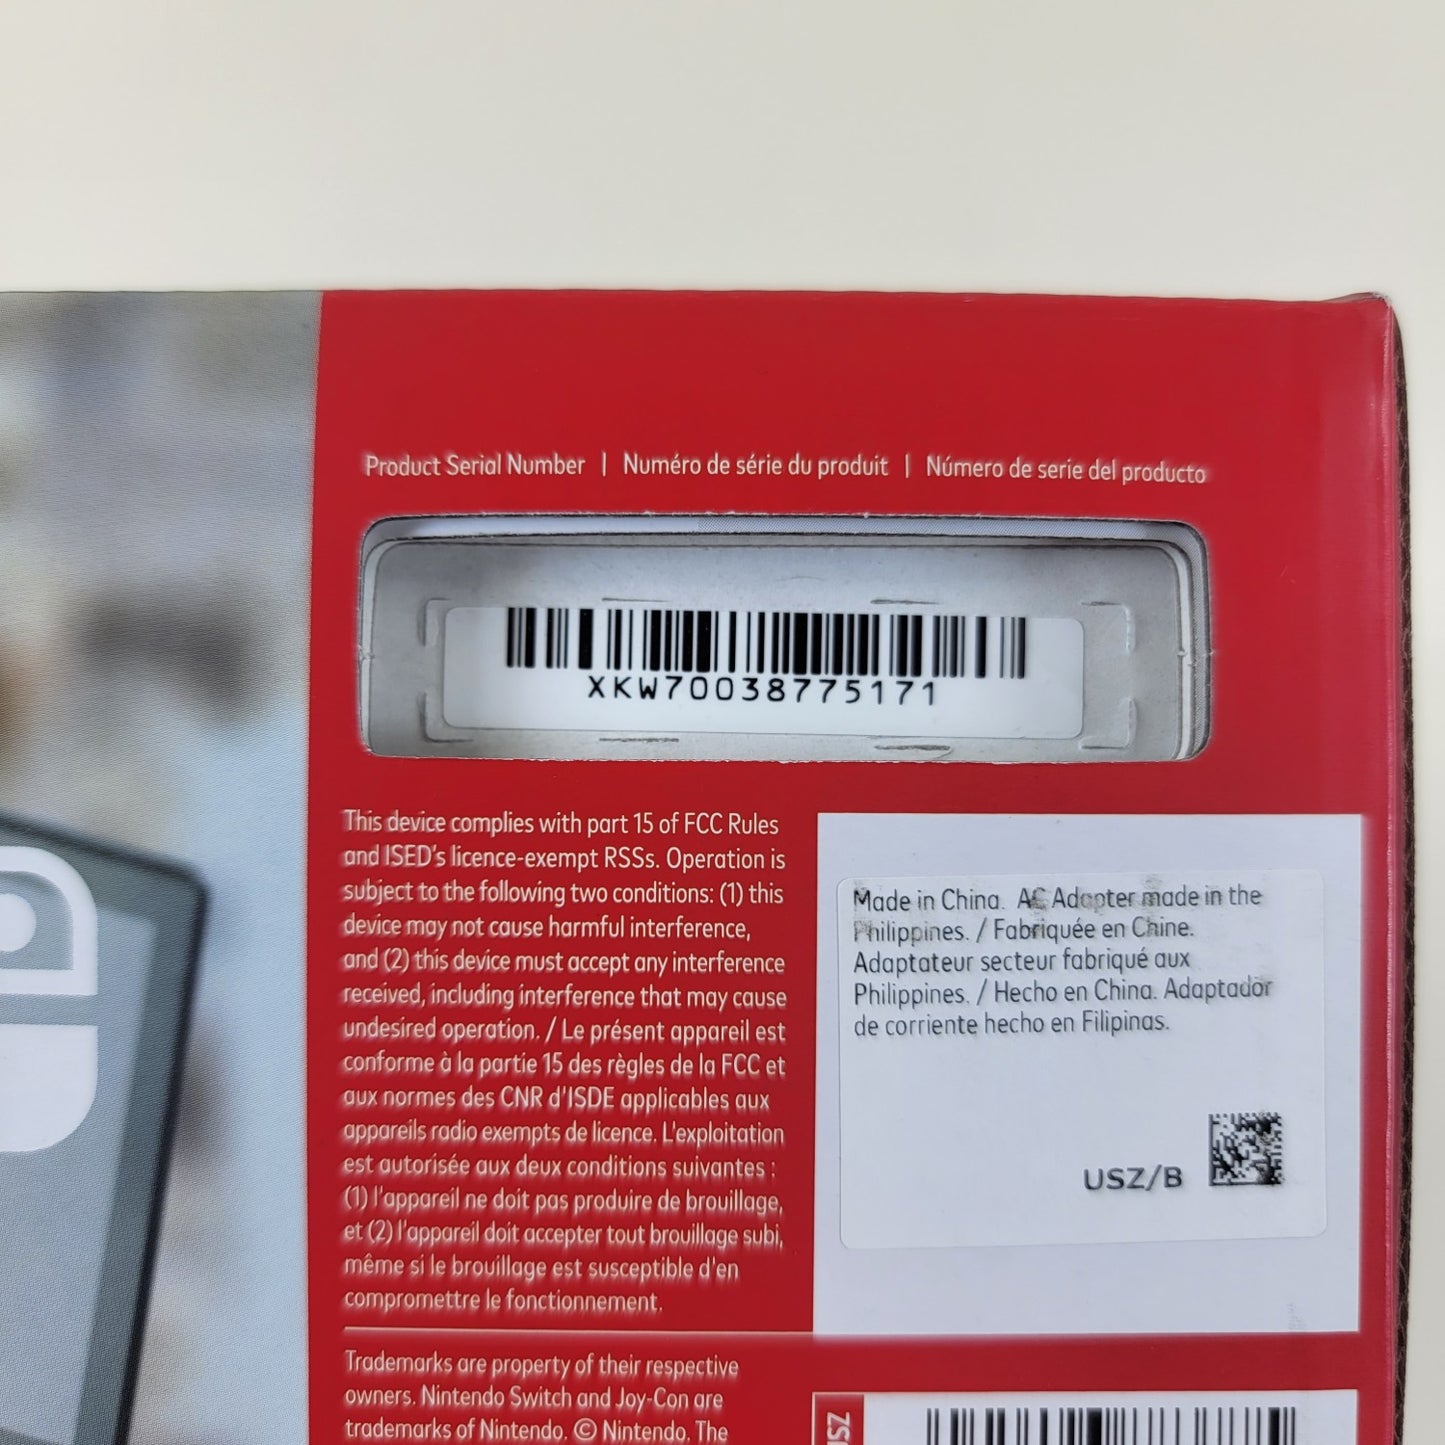 Product Serial Number | Numéro de série du produit | Número de serie del producto
XKW70038775171
This device complies with part 15 of FCC Rules
and ISED's licence-exempt RSSs. Operation is
subject to the following two conditions: (1) this
device may not cause harmful interference,
and (2) this device must accept any interference
received, including interference that may cause
undesired operation. / Le présent appareil est
conforme à la partie 15 des règles de la FCC et
aux normes des CNR d'ISDE applicables aux
appareils radio exempts de licence. L'exploitation
est autorisée aux deux conditions suivantes :
(1) l'appareil ne doit pas produire de brouillage,
et (2) l'appareil doit accepter tout brouillage subi,
même si le brouillage est susceptible d'en
compromettre le fonctionnement.
Trademarks are property of their respective
owners. Nintendo Switch and Joy-Con are
trademarks of Nintendo. © Nintendo. The
Made in China. AC Adapter made in the
Philippines. / Fabriquée en Chine.
Adaptateur secteur fabriqué aux
Philippines. / Hecho en China. Adaptador
de corriente hecho en Filipinas.
USZ/B